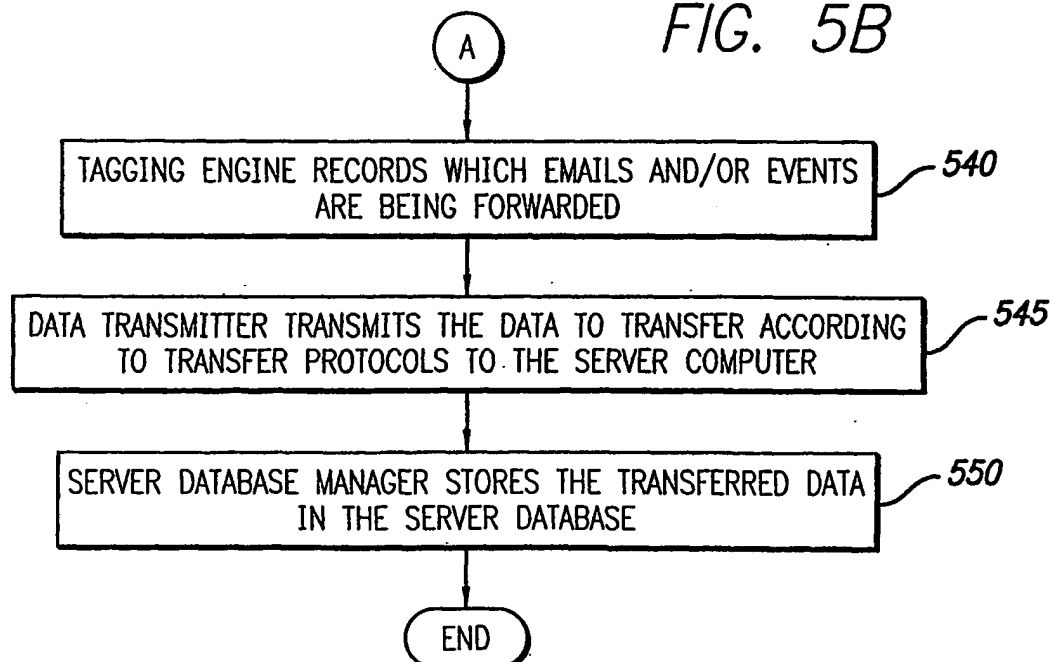 FIG. 5B
A
TAGGING ENGINE RECORDS WHICH EMAILS AND/OR EVENTS
ARE BEING FORWARDED
540
DATA TRANSMITTER TRANSMITS THE DATA TO TRANSFER ACCORDING
TO TRANSFER PROTOCOLS TO THE SERVER COMPUTER
545
SERVER DATABASE MANAGER STORES THE TRANSFERRED DATA
IN THE SERVER DATABASE
550
END